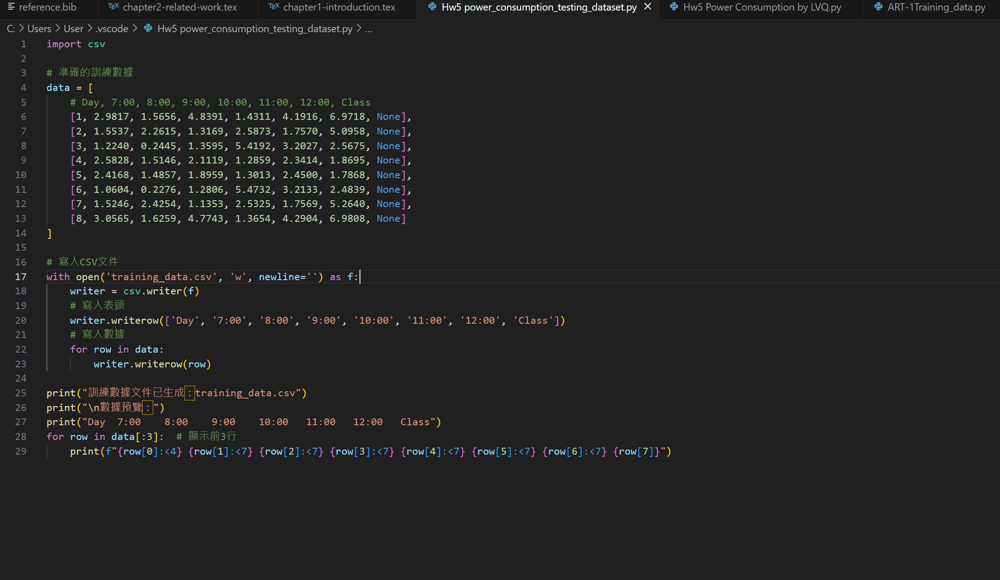 reference.bib
chapter2-related-work.tex
chapter1-introduction.tex
Hw5 power_consumption_testing_dataset.py
Hw5 Power Consumption by LVQ.py
ART-1Training_data.py
C: > Users > User > .vscode > Hw5 power_consumption_testing_dataset.py > ...
1 import csv
2
3 # 準確的訓練數據
4 data = [
5     # Day, 7:00, 8:00, 9:00, 10:00, 11:00, 12:00, Class
6     [1, 2.9817, 1.5656, 4.8391, 1.4311, 4.1916, 6.9718, None],
7     [2, 1.5537, 2.2615, 1.3169, 2.5873, 1.7570, 5.0958, None],
8     [3, 1.2240, 0.2445, 1.3595, 5.4192, 3.2027, 2.5675, None],
9     [4, 2.5828, 1.5146, 2.1119, 1.2859, 2.3414, 1.8695, None],
10     [5, 2.4168, 1.4857, 1.8959, 1.3013, 2.4500, 1.7868, None],
11     [6, 1.0604, 0.2276, 1.2806, 5.4732, 3.2133, 2.4839, None],
12     [7, 1.5246, 2.4254, 1.1353, 2.5325, 1.7569, 5.2640, None],
13     [8, 3.0565, 1.6259, 4.7743, 1.3654, 4.2904, 6.9808, None]
14 ]
15
16 # 寫入CSV文件
17 with open('training_data.csv', 'w', newline='') as f:
18     writer = csv.writer(f)
19     # 寫入表頭
20     writer.writerow(['Day', '7:00', '8:00', '9:00', '10:00', '11:00', '12:00', 'Class'])
21     # 寫入數據
22     for row in data:
23         writer.writerow(row)
24
25 print("訓練數據文件已生成：training_data.csv")
26 print("\n數據預覽：")
27 print("Day  7:00    8:00    9:00    10:00   11:00   12:00   Class")
28 for row in data[:3]:  # 顯示前3行
29     print(f"{row[0]:<4} {row[1]:<7} {row[2]:<7} {row[3]:<7} {row[4]:<7} {row[5]:<7} {row[6]:<7} {row[7]}")